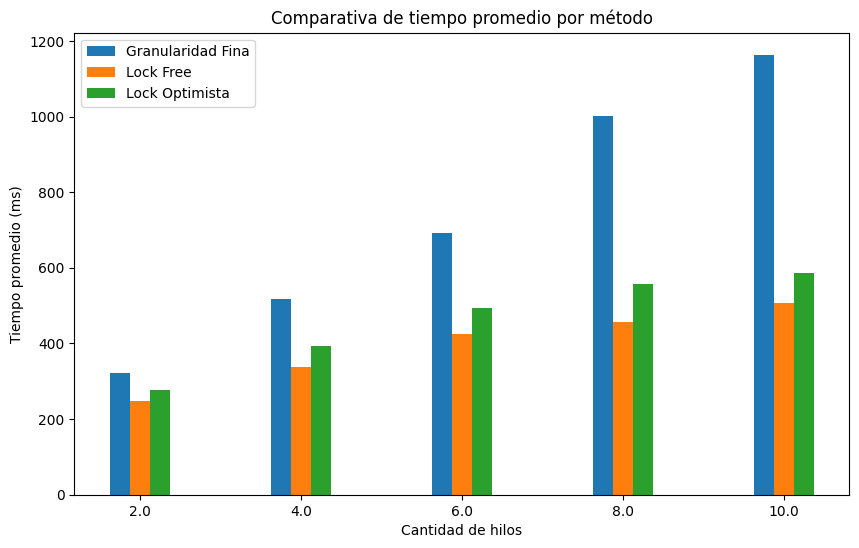 Comparativa de tiempo promedio por método
Granularidad Fina
Lock Free
Lock Optimista
Tiempo promedio (ms)
1200
1000
800
600
400
200
0
2.0 4.0 6.0 8.0 10.0
Cantidad de hilos